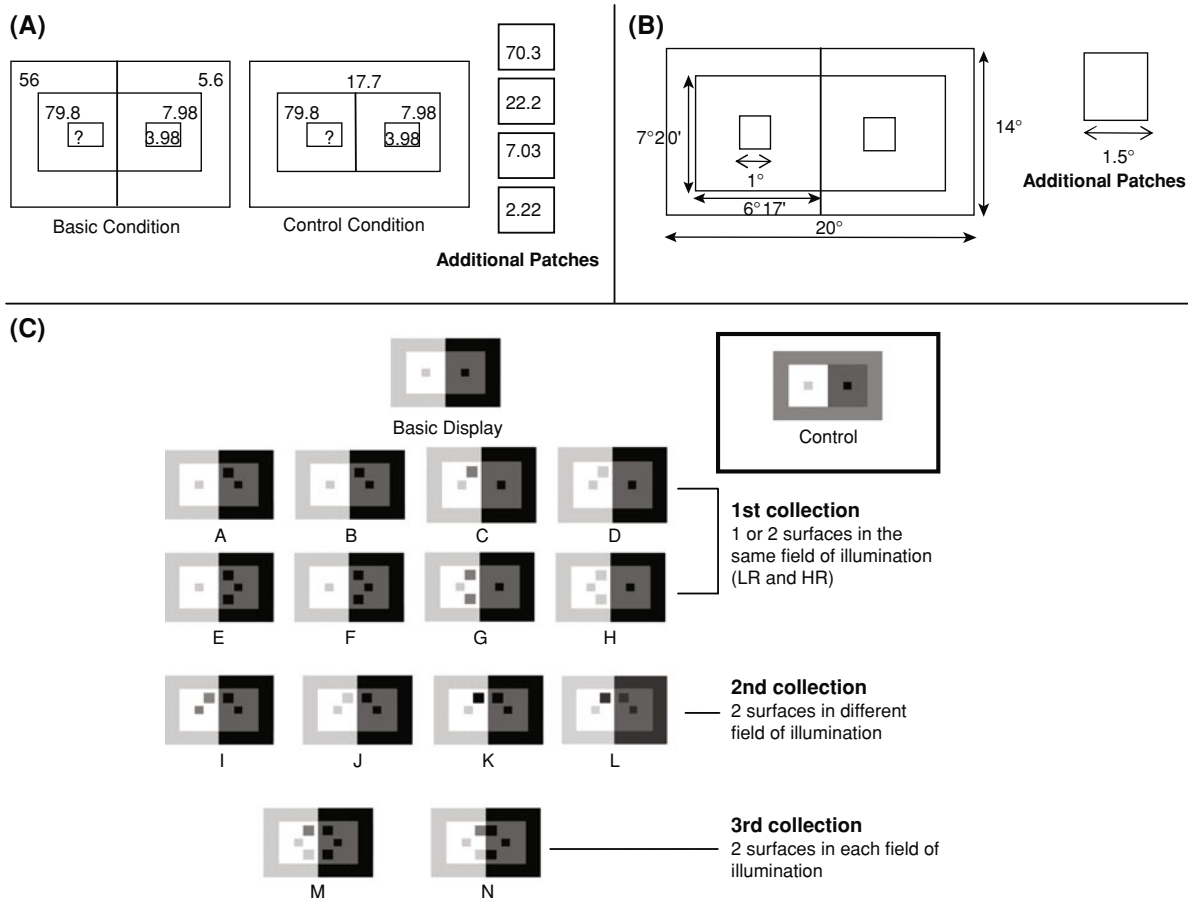 (A)
56
5.6
79.8
7.98
?
3.98
Basic Condition
17.7
79.8
7.98
?
3.98
Control Condition
70.3
22.2
7.03
2.22
Additional Patches
(B)
7°20'
1°
6°17'
20°
14°
1.5°
Additional Patches
(C)
Basic Display
Control
A B C D
E F G H
1st collection
1 or 2 surfaces in the
same field of illumination
(LR and HR)
I J K L
2nd collection
2 surfaces in different
field of illumination
M N
3rd collection
2 surfaces in each field of
illumination